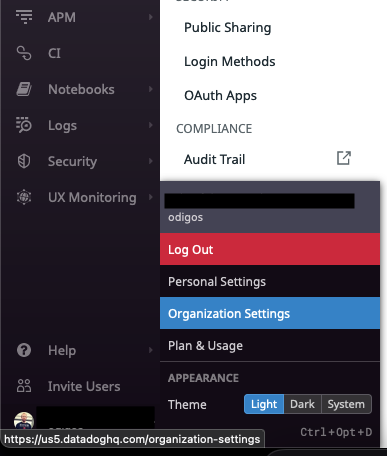 APM
CI
Notebooks
Logs
Security
UX Monitoring
Help
Invite Users
Public Sharing
Login Methods
OAuth Apps
COMPLIANCE
Audit Trail
odigos
Log Out
Personal Settings
Organization Settings
Plan & Usage
APPEARANCE
Theme Light Dark System
Ctrl+Opt+D
https://us5.datadoghq.com/organization-settings